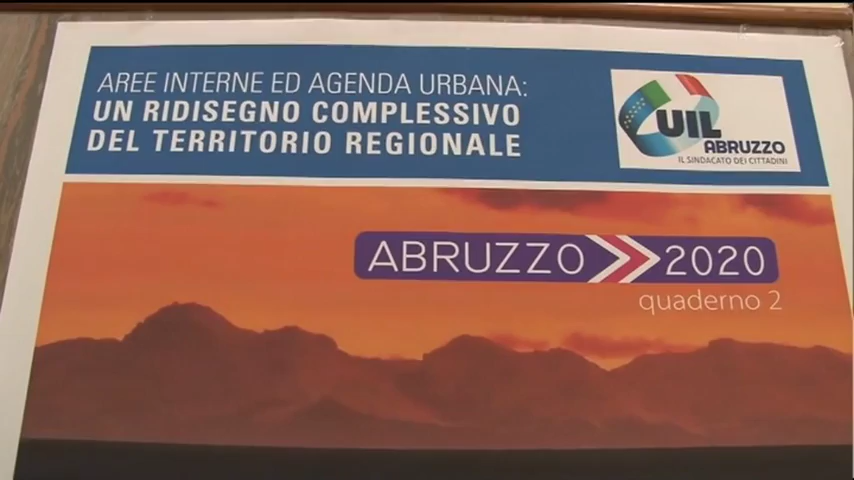 AREE INTERNE ED AGENDA URBANA:
UN RIDISEGNO COMPLESSIVO
DEL TERRITORIO REGIONALE
UIL
ABRUZZO
IL SINDACATO DEI CITTADINI
ABRUZZO 2020
quaderno 2